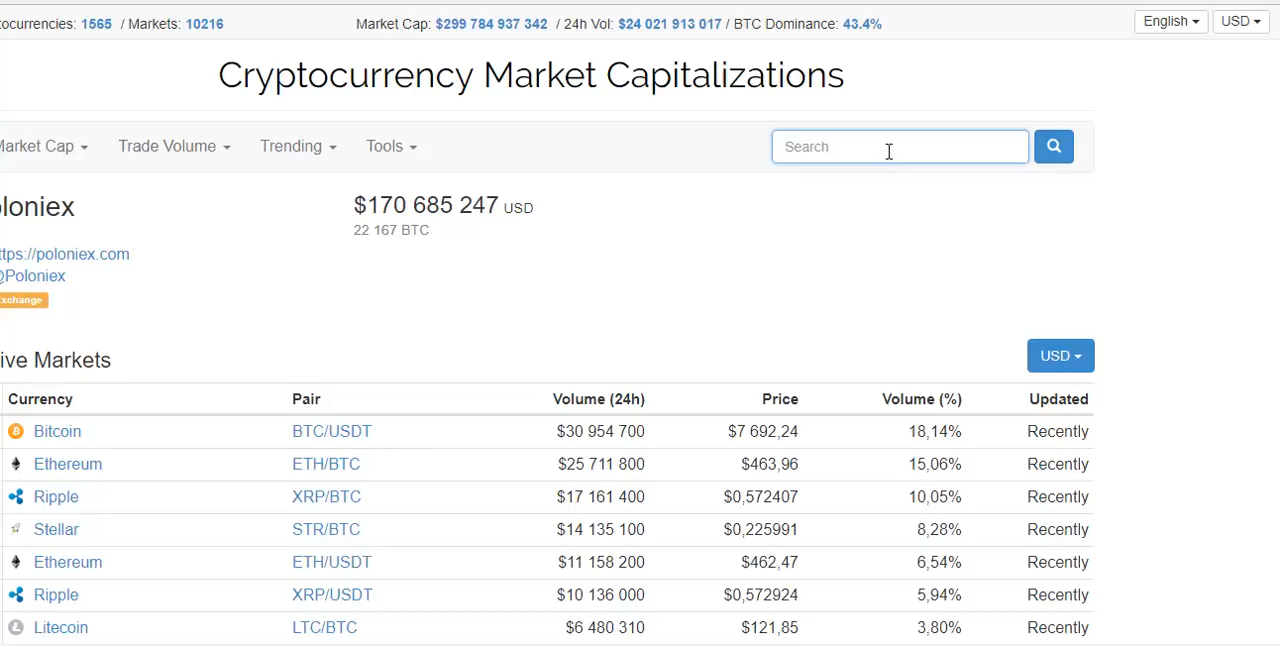 tocurrencies: 1565 / Markets: 10216 Market Cap: $299 784 937 342 / 24h Vol: $24 021 913 017 / BTC Dominance: 43.4% English USD
Cryptocurrency Market Capitalizations
Market Cap Trade Volume Trending Tools Search
oloniex $170 685 247 USD
22 167 BTC
ttps://poloniex.com
@Poloniex
xchange
ive Markets USD
Currency Pair Volume (24h) Price Volume (%) Updated
Bitcoin BTC/USDT $30 954 700 $7 692,24 18,14% Recently
Ethereum ETH/BTC $25 711 800 $463,96 15,06% Recently
Ripple XRP/BTC $17 161 400 $0,572407 10,05% Recently
Stellar STR/BTC $14 135 100 $0,225991 8,28% Recently
Ethereum ETH/USDT $11 158 200 $462,47 6,54% Recently
Ripple XRP/USDT $10 136 000 $0,572924 5,94% Recently
Litecoin LTC/BTC $6 480 310 $121,85 3,80% Recently